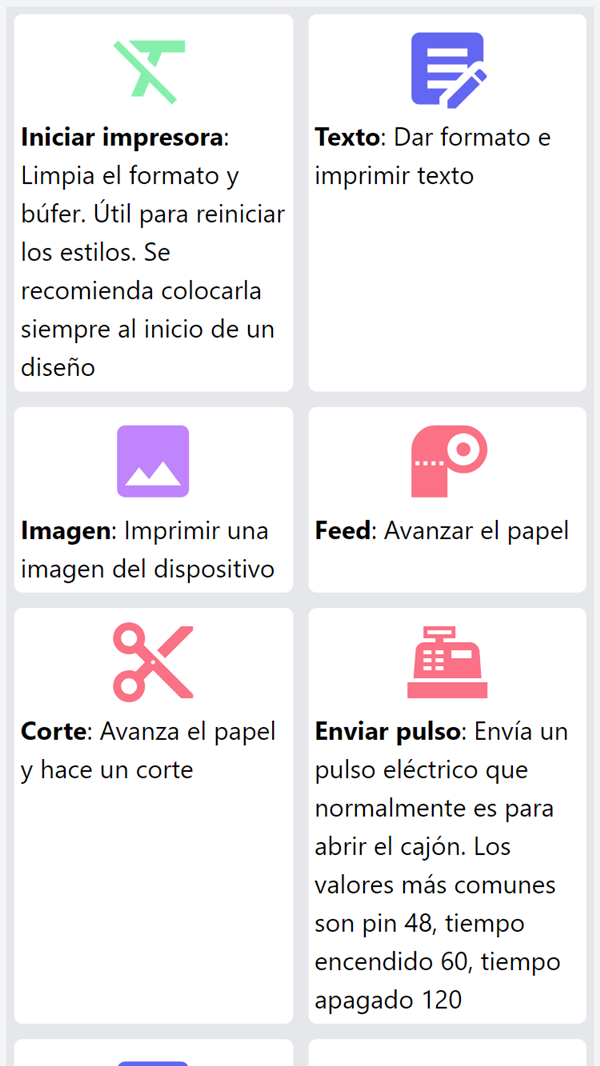 Iniciar impresora:
Limpia el formato y
búfer. Útil para reiniciar
los estilos. Se
recomienda colocarla
siempre al inicio de un
diseño
Texto: Dar formato e
imprimir texto
Imagen: Imprimir una
imagen del dispositivo
Feed: Avanzar el papel
Corte: Avanza el papel
y hace un corte
Enviar pulso: Envía un
pulso eléctrico que
normalmente es para
abrir el cajón. Los
valores más comunes
son pin 48, tiempo
encendido 60, tiempo
apagado 120